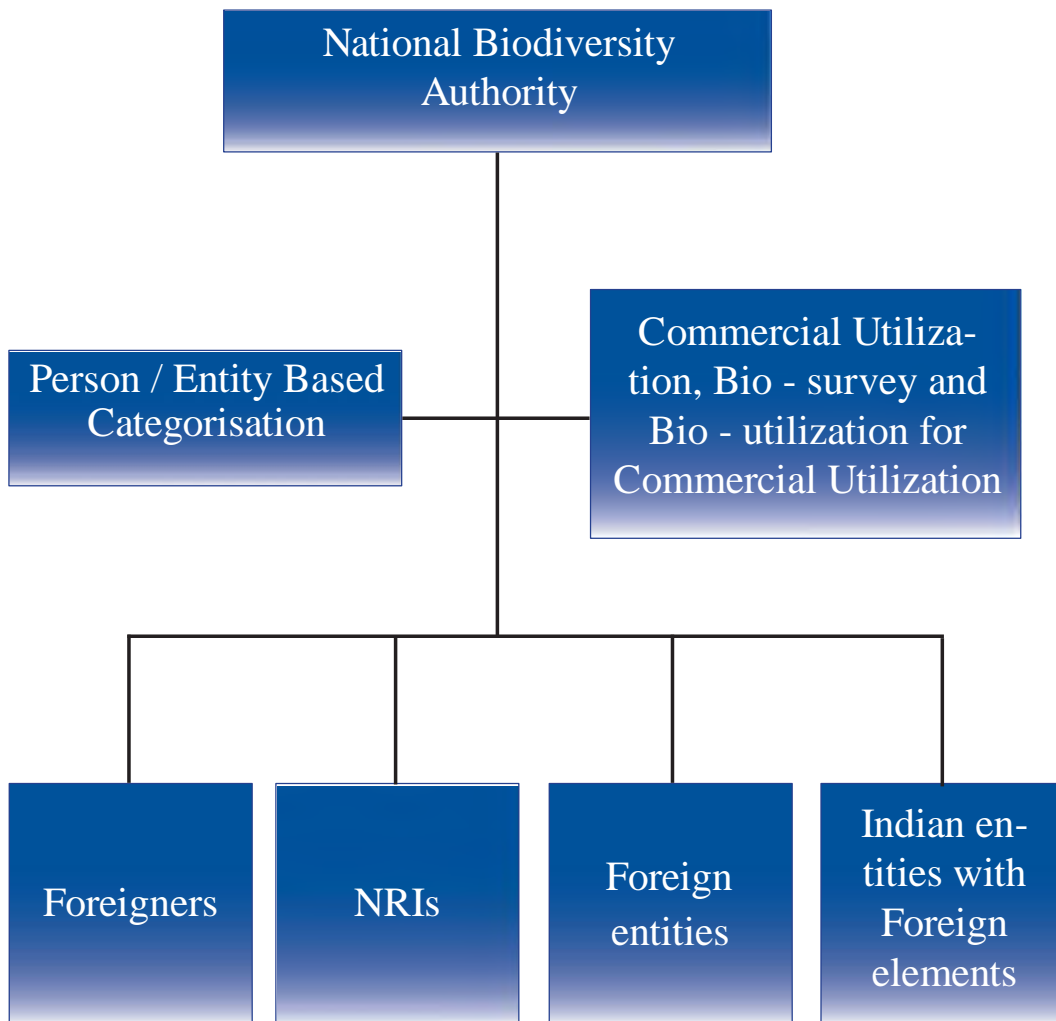 National Biodiversity
Authority
Person / Entity Based
Categorisation
Commercial Utiliza-
tion, Bio - survey and
Bio - utilization for
Commercial Utilization
Foreigners
NRIs
Foreign
entities
Indian en-
tities with
Foreign
elements